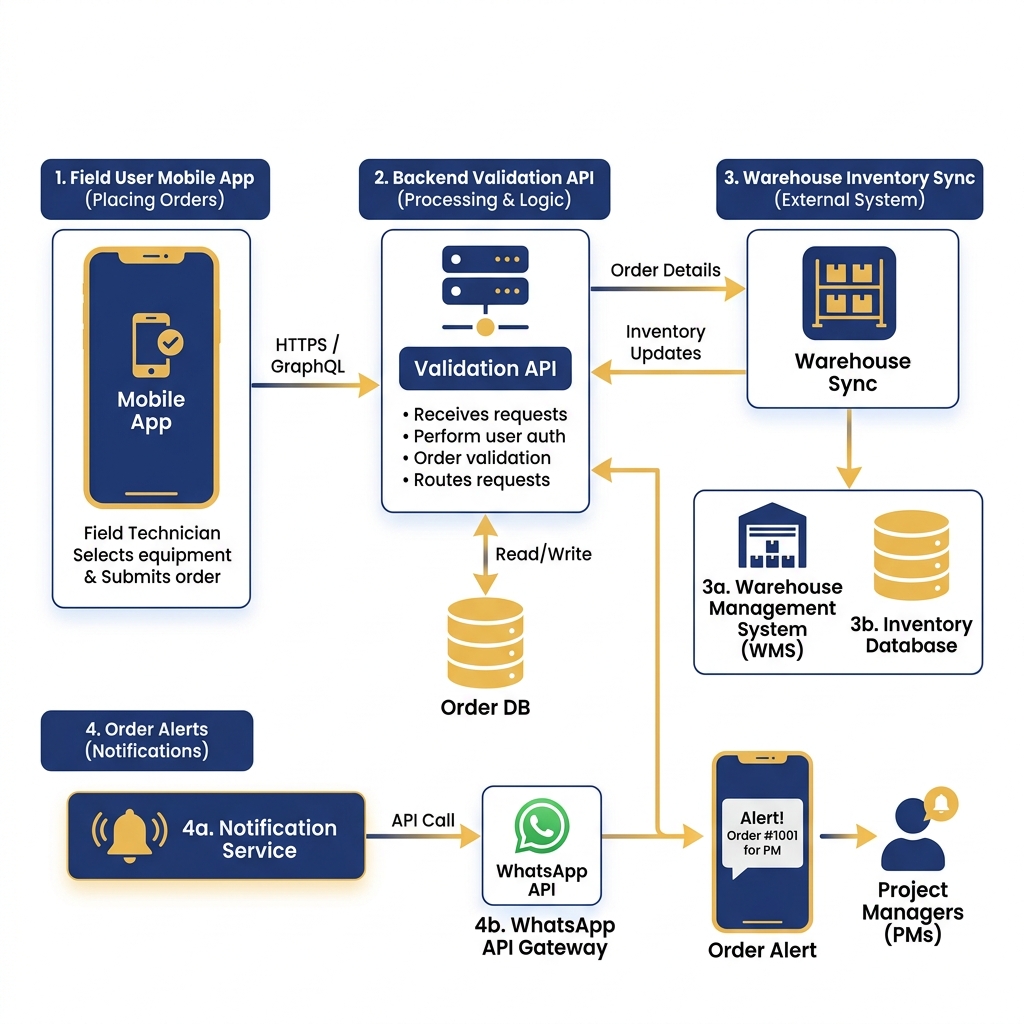 1. Field User Mobile App
(Placing Orders)
2. Backend Validation API
(Processing & Logic)
3. Warehouse Inventory Sync
(External System)
Mobile
App
Field Technician
Selects equipment
& Submits order
HTTPS /
GraphQL
Validation API
• Receives requests
• Perform user auth
• Order validation
• Routes requests
Order Details
Inventory
Updates
Warehouse
Sync
Read/Write
Order DB
3a. Warehouse
Management
System
(WMS)
3b. Inventory
Database
4. Order Alerts
(Notifications)
4a. Notification
Service
API Call
WhatsApp
API
4b. WhatsApp
API Gateway
Alert!
Order #1001
for PM
Order Alert
Project
Managers
(PMs)